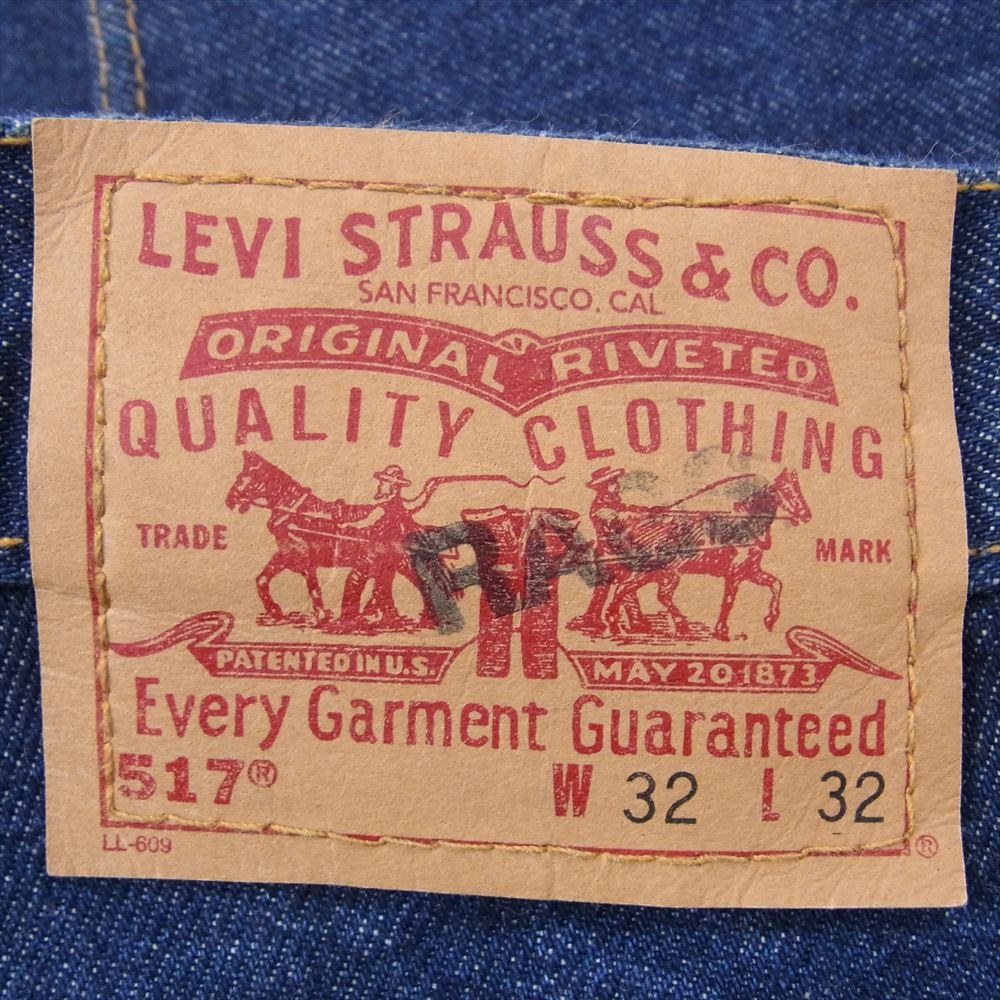 LEVI STRAUSS & CO.
SAN FRANCISCO. CAL
ORIGINAL RIVETED
QUALITY CLOTHING
TRADE MARK
PATENTED IN U.S. MAY 20 1873
Every Garment Guaranteed
517® W 32 L 32
LL-609 ®